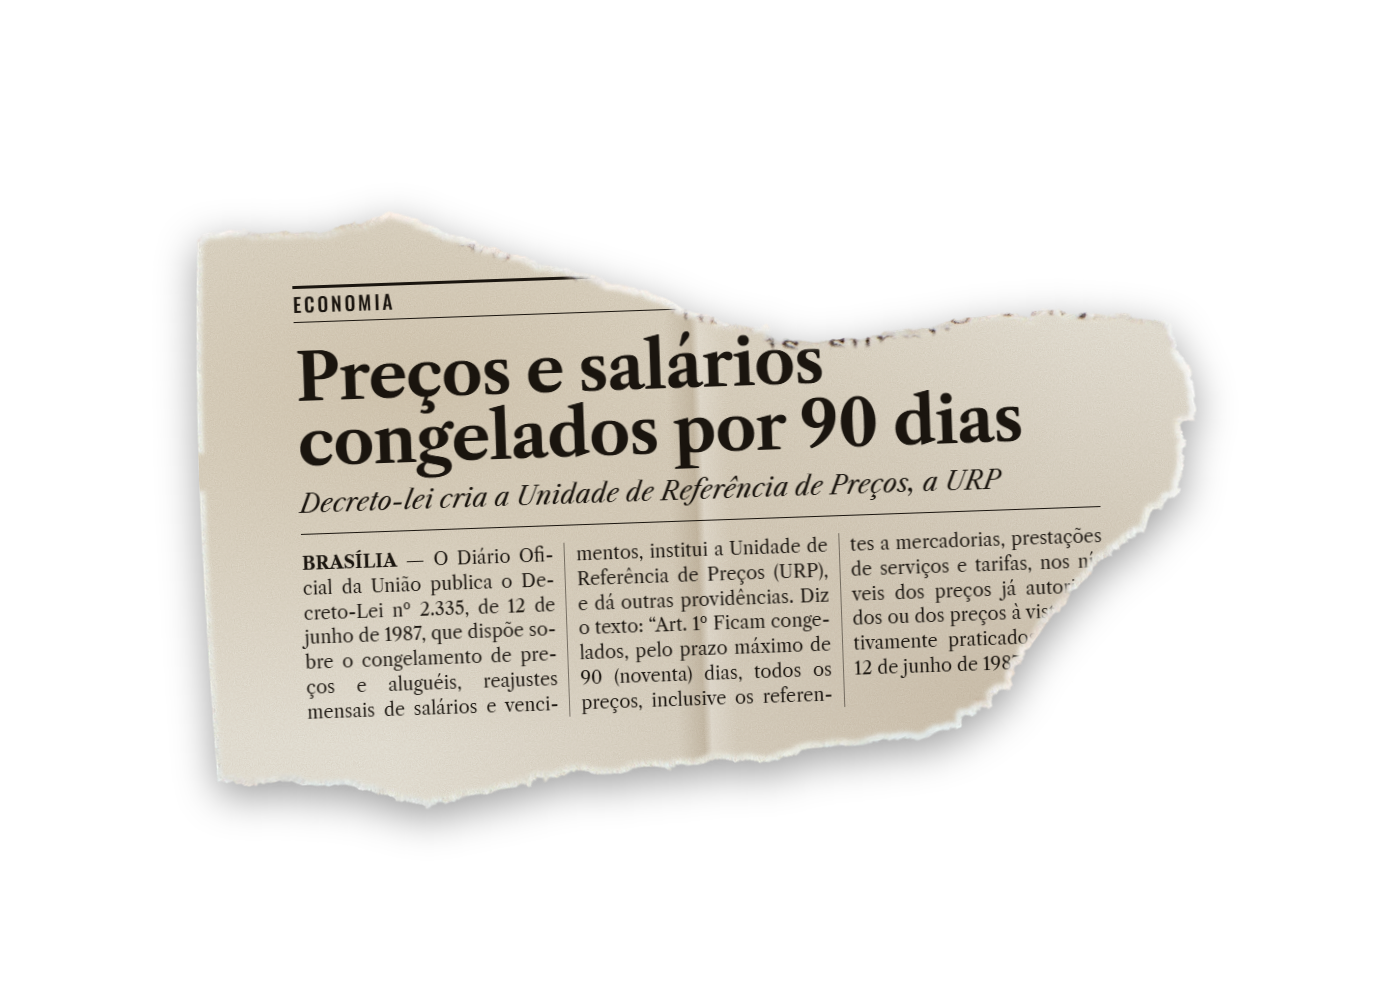 ECONOMIA
Preços e salários
congelados por 90 dias
Decreto-lei cria a Unidade de Referência de Preços, a URP
BRASÍLIA — O Diário Ofi-
cial da União publica o De-
creto-Lei nº 2.335, de 12 de
junho de 1987, que dispõe so-
bre o congelamento de pre-
ços e aluguéis, reajustes
mensais de salários e venci-
mentos, institui a Unidade de
Referência de Preços (URP),
e dá outras providências. Diz
o texto: “Art. 1º Ficam conge-
lados, pelo prazo máximo de
90 (noventa) dias, todos os
preços, inclusive os referen-
tes a mercadorias, prestações
de serviços e tarifas, nos
veis dos preços já
dos ou dos preços à
tivamente
12 de junho de 1987